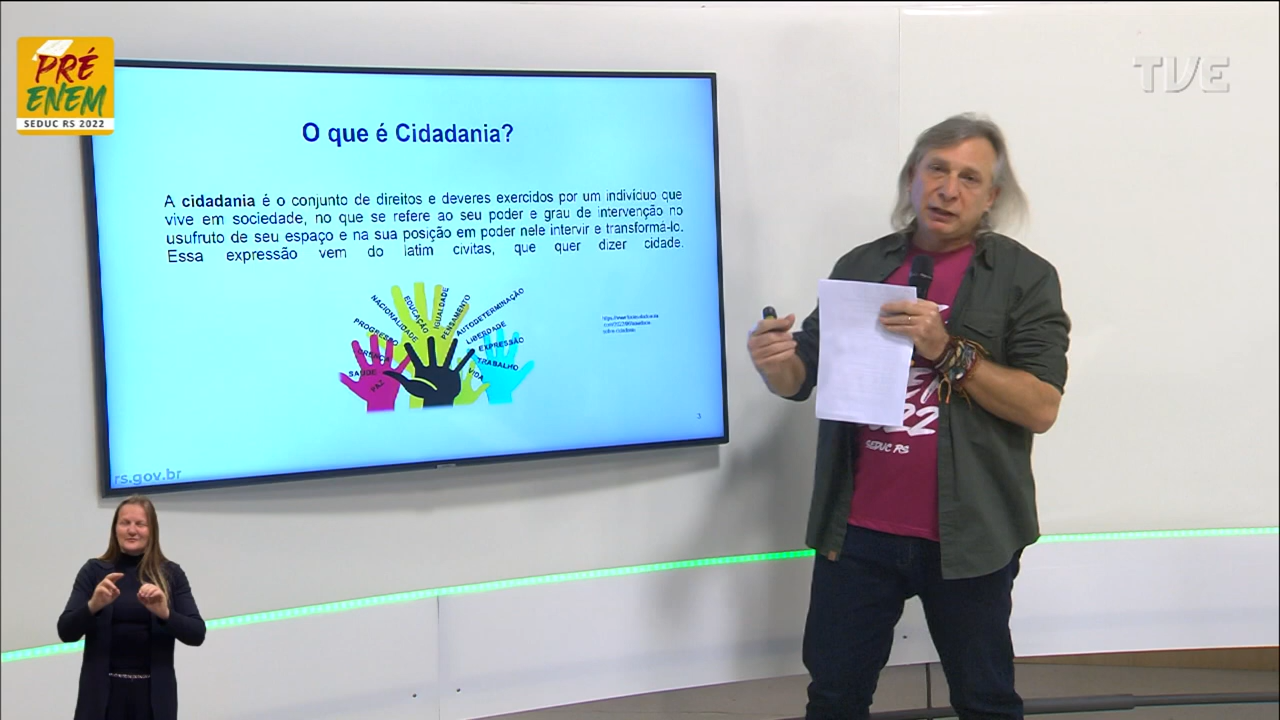 PRÉ
ENEM
SEDUC RS 2022
TVE
O que é Cidadania?
A cidadania é o conjunto de direitos e deveres exercidos por um indivíduo que
vive em sociedade, no que se refere ao seu poder e grau de intervenção no
usufruto de seu espaço e na sua posição em poder nele intervir e transformá-lo.
Essa expressão vem do latim civitas, que quer dizer cidade.
NACIONALIDADE
EDUCAÇÃO
IGUALDADE
PENSAMENTO
AUTODETERMINAÇÃO
PROGRESSO
LIBERDADE
CRENÇA
EXPRESSÃO
SAÚDE
TRABALHO
PAZ
VIDA
3
rs.gov.br
SEDUC RS